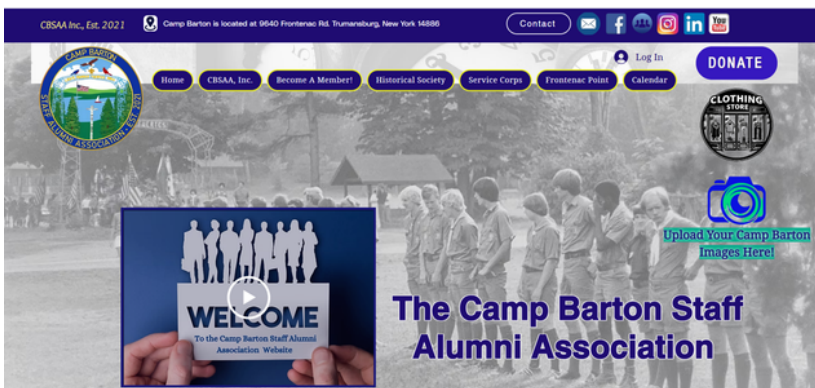 CBSAA Inc., Est. 2021
Camp Barton is located at 9640 Frontenac Rd. Trumansburg, New York 14886
Contact
Log In
DONATE
Home
CBSAA, Inc.
Become A Member!
Historical Society
Service Corps
Frontenac Point
Calendar
CAMP BARTON
STAFF ALUMNI ASSOCIATION - EST. 2021
CLOTHING
STORE
Upload Your Camp Barton
Images Here!
WELCOME
To the Camp Barton Staff Alumni
Association Website
The Camp Barton Staff
Alumni Association